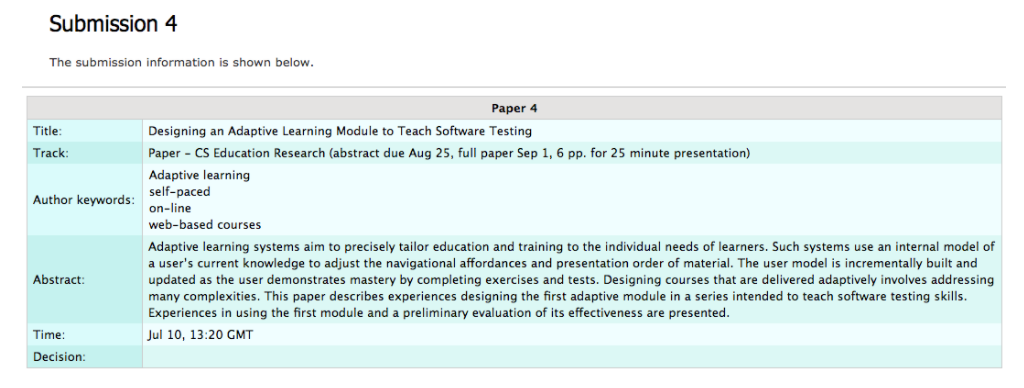 Submission 4
The submission information is shown below.
Paper 4
Title: Designing an Adaptive Learning Module to Teach Software Testing
Track: Paper – CS Education Research (abstract due Aug 25, full paper Sep 1, 6 pp. for 25 minute presentation)
Author keywords:
Adaptive learning
self-paced
on-line
web-based courses
Abstract:
Adaptive learning systems aim to precisely tailor education and training to the individual needs of learners. Such systems use an internal model of
a user's current knowledge to adjust the navigational affordances and presentation order of material. The user model is incrementally built and
updated as the user demonstrates mastery by completing exercises and tests. Designing courses that are delivered adaptively involves addressing
many complexities. This paper describes experiences designing the first adaptive module in a series intended to teach software testing skills.
Experiences in using the first module and a preliminary evaluation of its effectiveness are presented.
Time: Jul 10, 13:20 GMT
Decision: